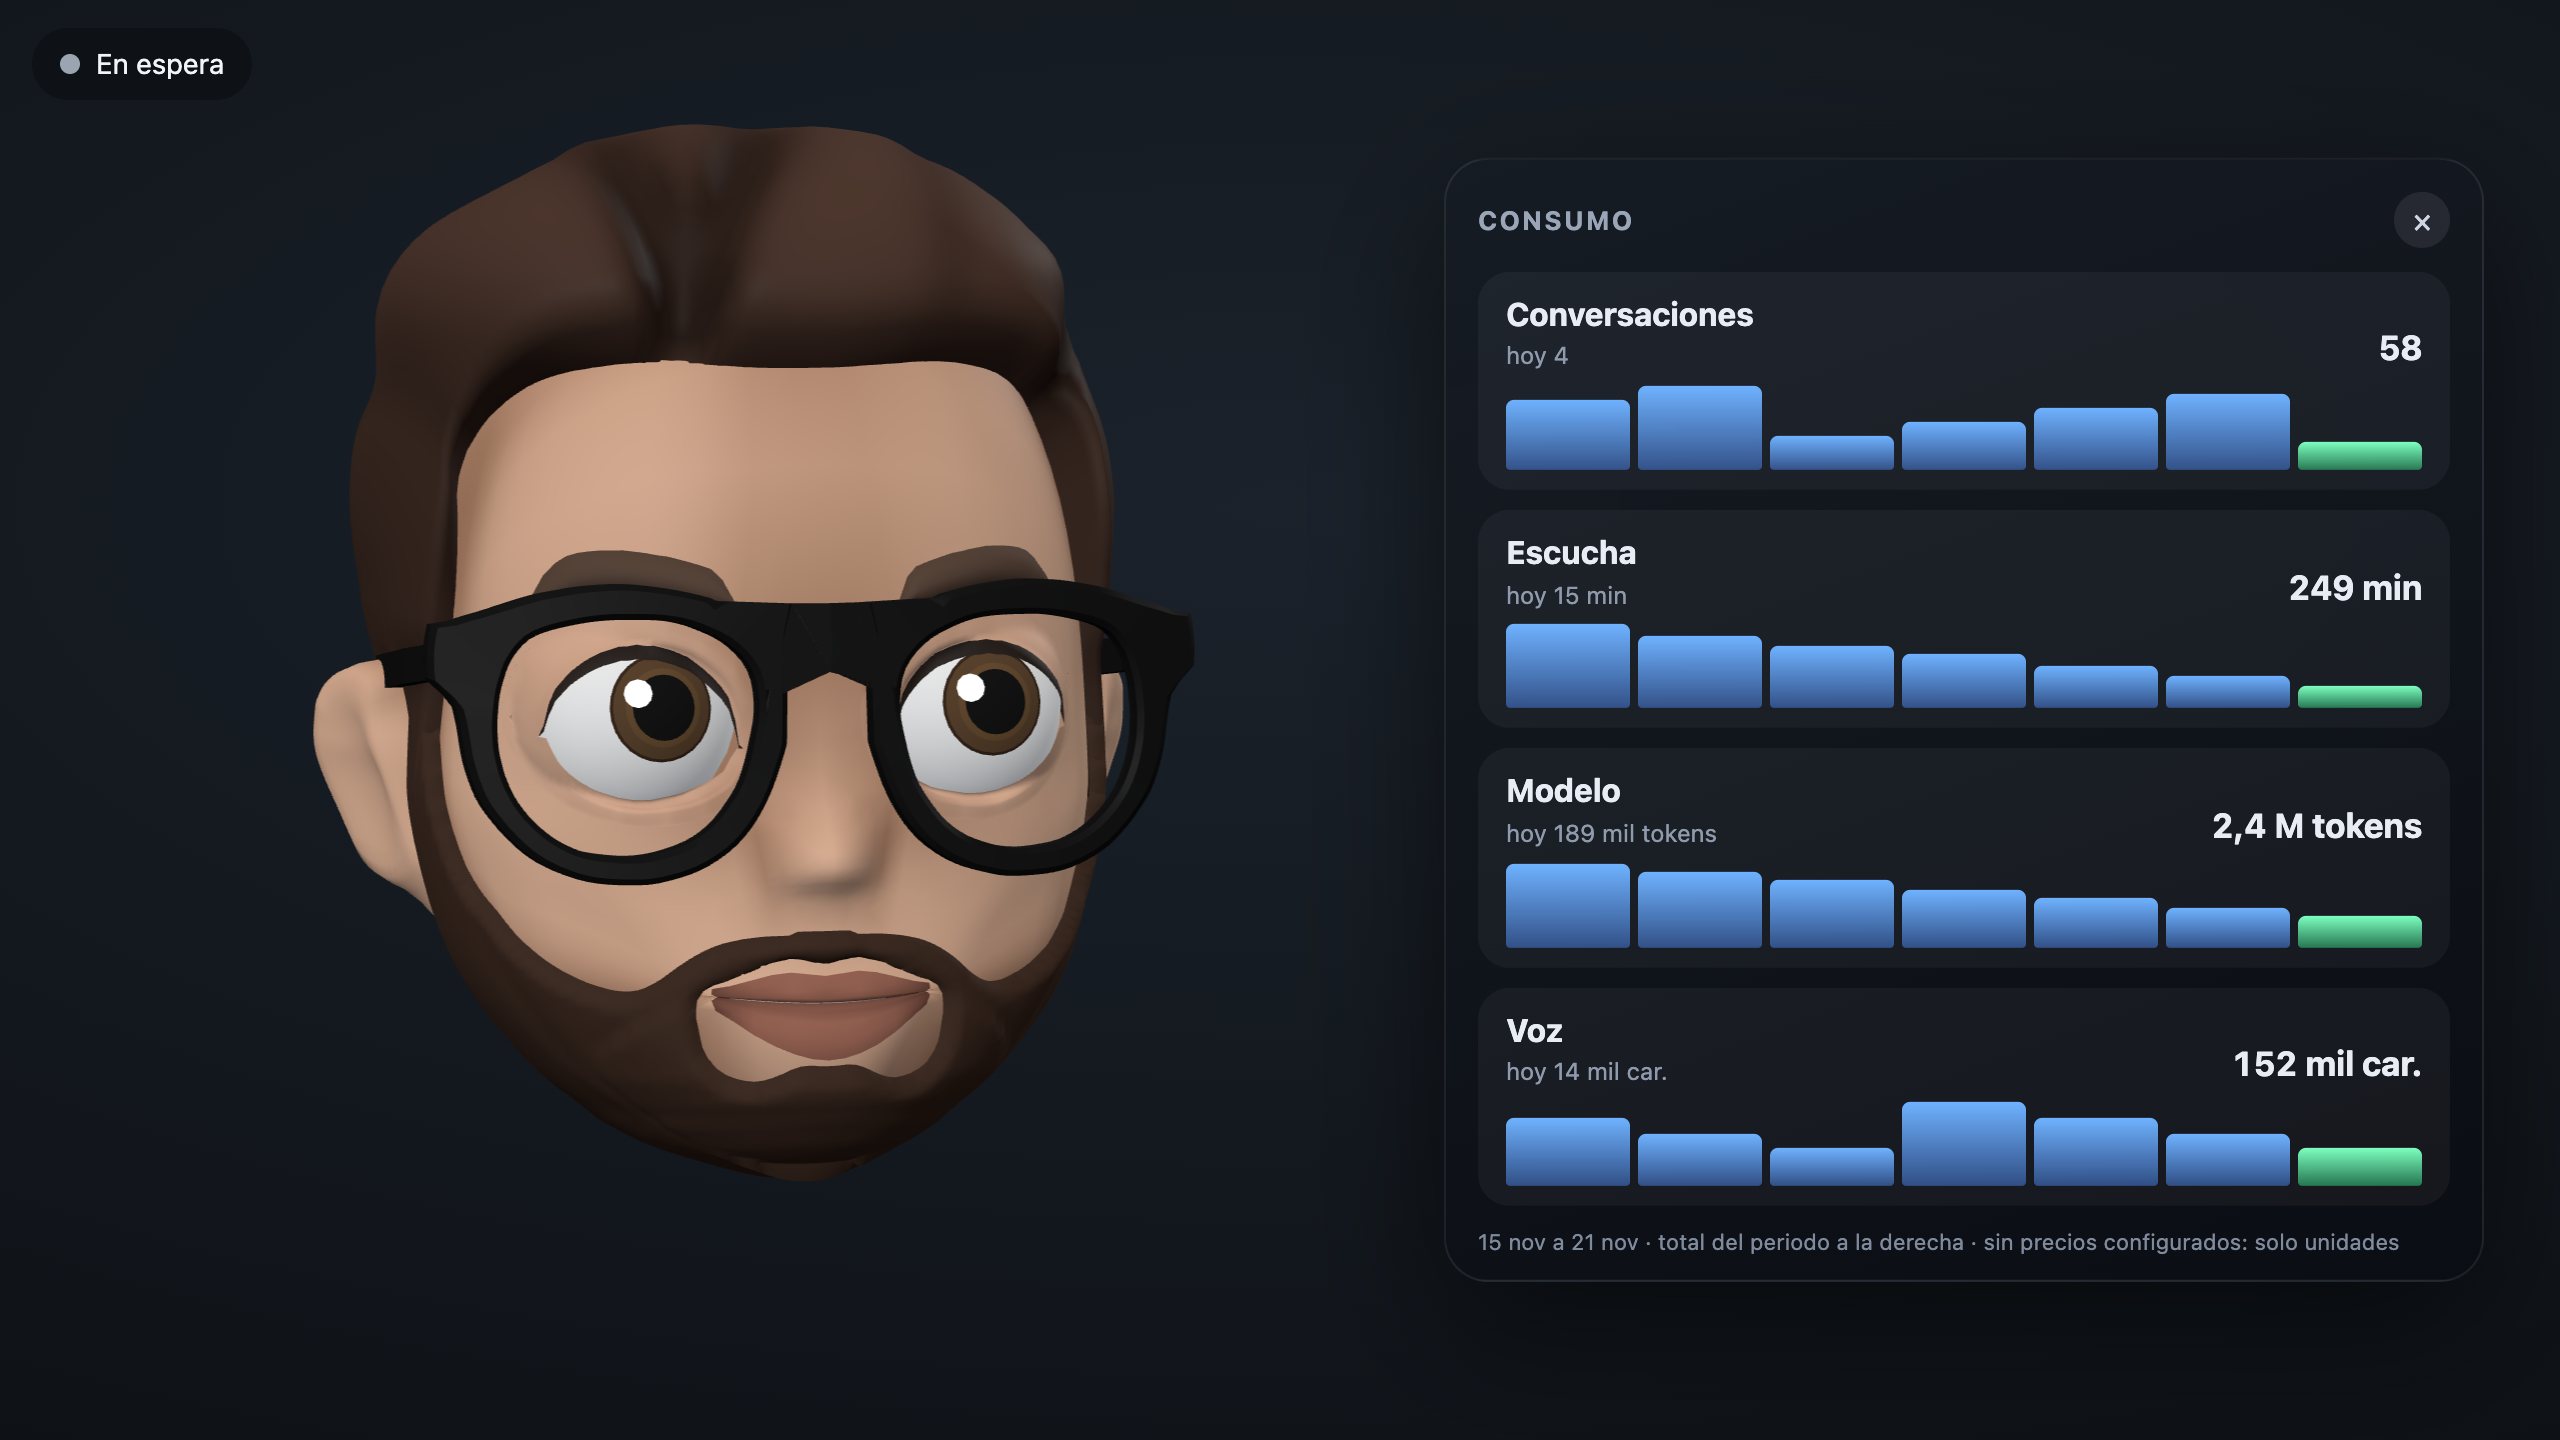 En espera
CONSUMO
×
Conversaciones
hoy 4
58
Escucha
hoy 15 min
249 min
Modelo
hoy 189 mil tokens
2,4 M tokens
Voz
hoy 14 mil car.
152 mil car.
15 nov a 21 nov · total del periodo a la derecha · sin precios configurados: solo unidades